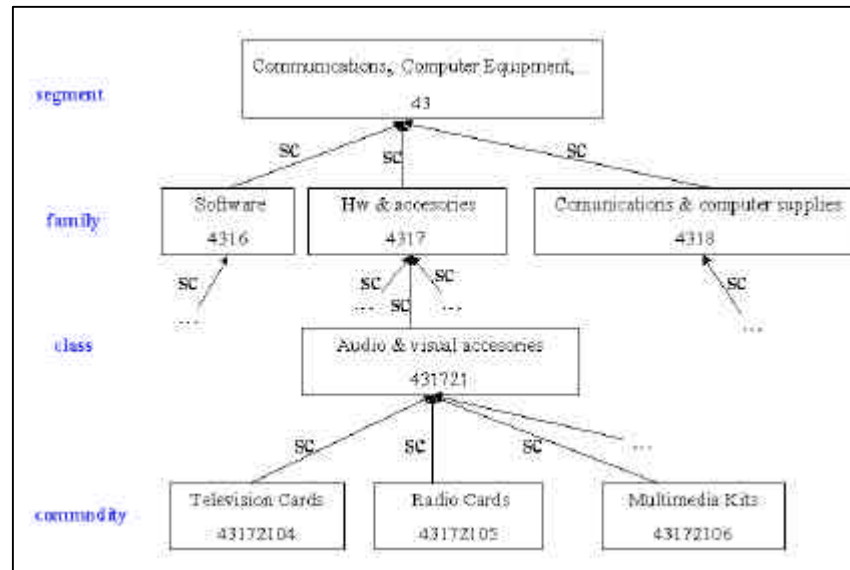 Communications, Computer Equipment,...
segment
43
SC SC SC
Software Hw & accesories Comunications & computer supplies
family
4316 4317 4318
SC SC SC SC SC
... ... ... ...
class
Audio & visual accesories
431721
...
SC SC SC
Television Cards Radio Cards Multimedia Kits
commodity
43172104 43172105 43172106